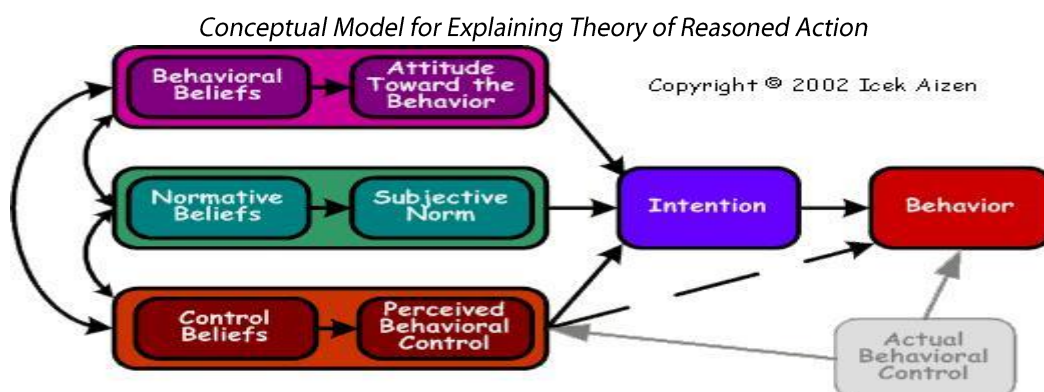 Conceptual Model for Explaining Theory of Reasoned Action
Behavioral
Beliefs
Attitude
Toward the
Behavior
Copyright © 2002 Icek Aizen
Normative
Beliefs
Subjective
Norm
Intention
Behavior
Control
Beliefs
Perceived
Behavioral
Control
Actual
Behavioral
Control